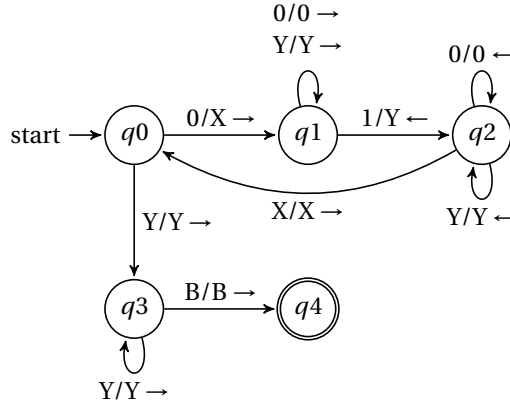 0/0 →
Y/Y →
0/0 ←
start
q0
0/X →
q1
1/Y ←
q2
X/X →
Y/Y ←
Y/Y →
q3
B/B →
q4
Y/Y →